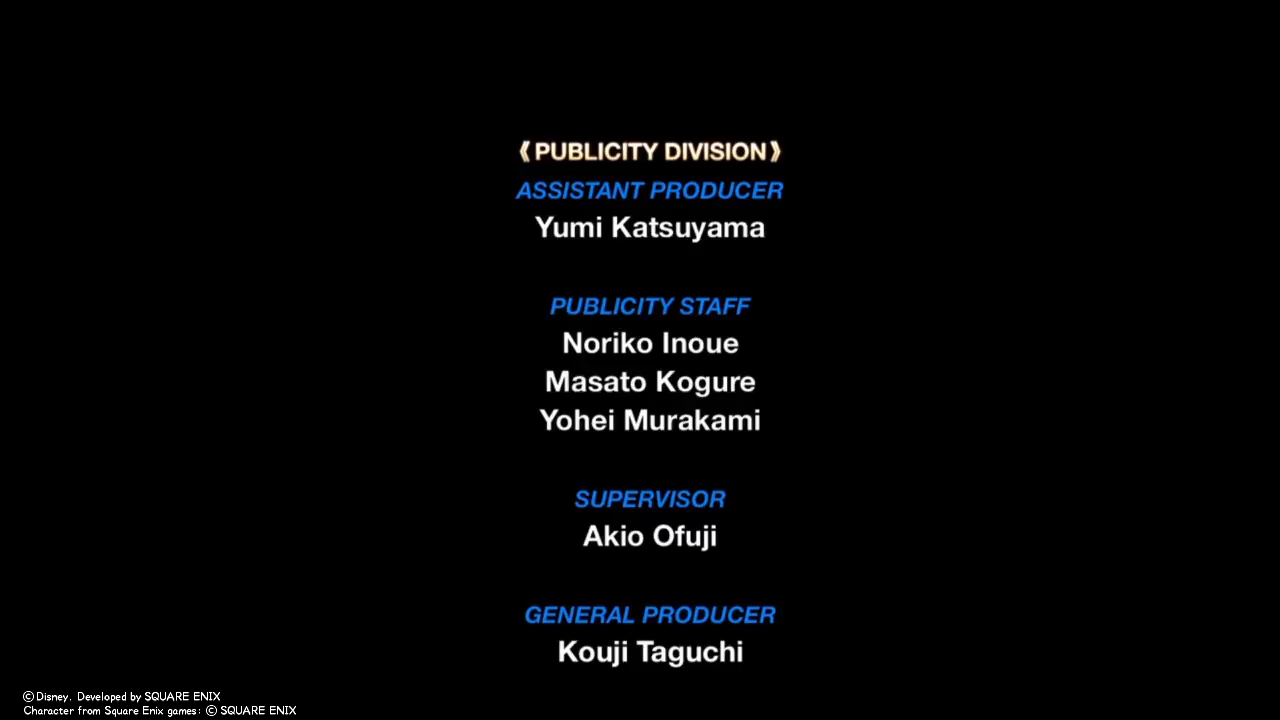 《PUBLICITY DIVISION》
ASSISTANT PRODUCER
Yumi Katsuyama
PUBLICITY STAFF
Noriko Inoue
Masato Kogure
Yohei Murakami
SUPERVISOR
Akio Ofuji
GENERAL PRODUCER
Kouji Taguchi
©Disney. Developed by SQUARE ENIX
Character from Square Enix games: © SQUARE ENIX